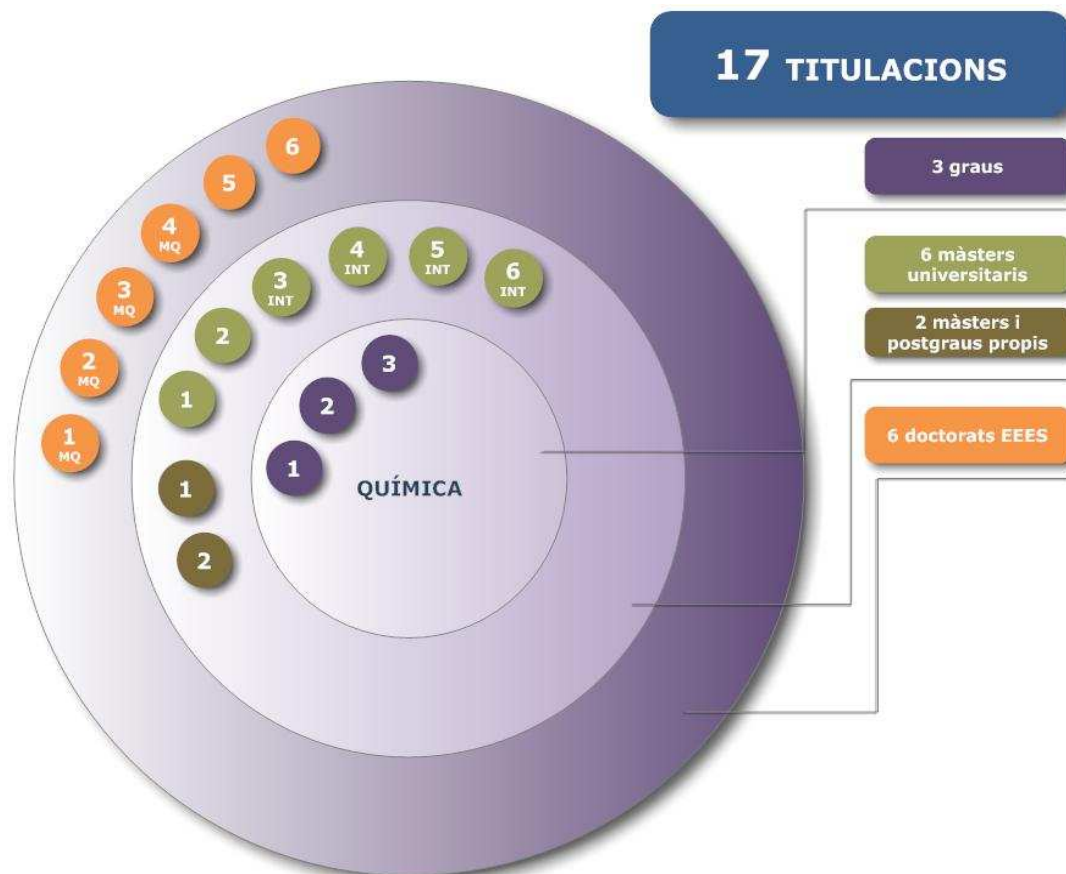 17 TITULACIONS
3 graus
6 màsters
universitaris
2 màsters i
postgraus propis
6 doctorats EEES
6
5
4
MQ
3
MQ
2
MQ
1
MQ
6
INT
5
INT
4
INT
3
INT
2
1
1
2
3
2
1
QUÍMICA